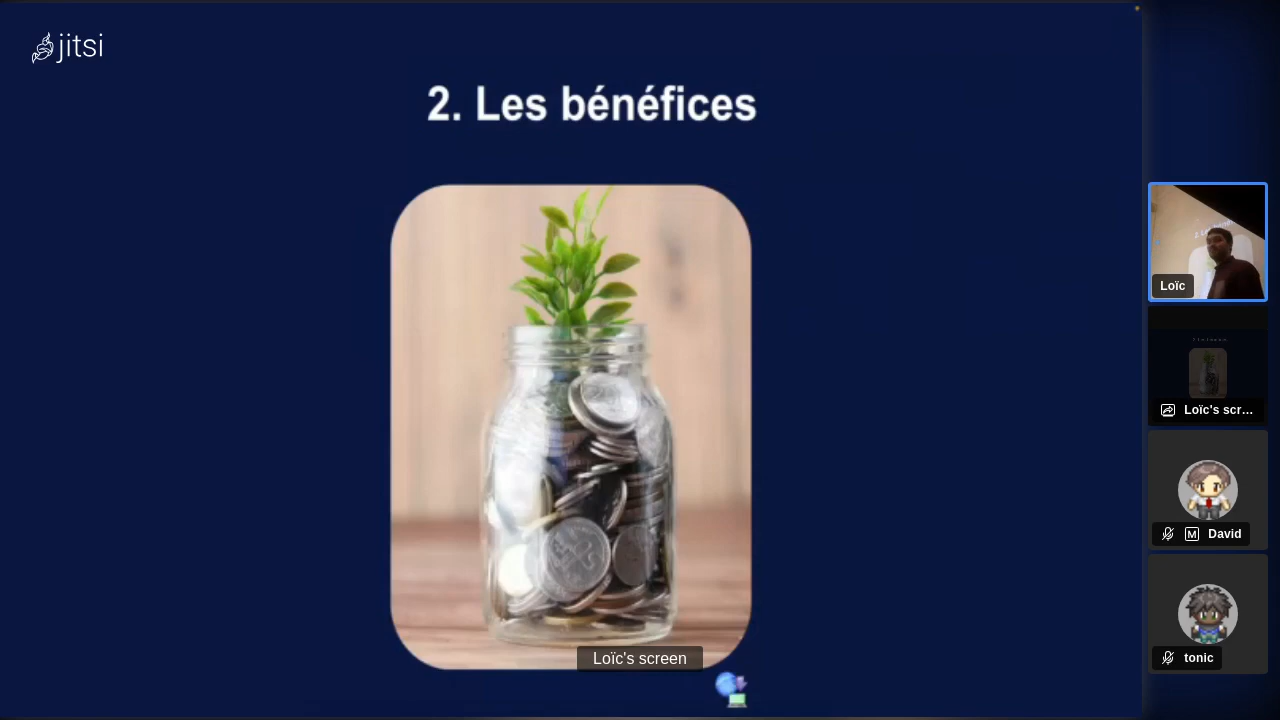 jitsi
2. Les bénéfices
Loïc's screen
Loïc
Loïc's scr...
M David
tonic